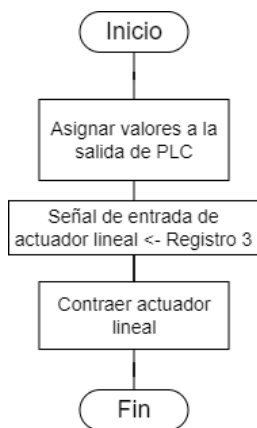 Inicio
Asignar valores a la
salida de PLC
Señal de entrada de
actuador lineal <- Registro 3
Contraer actuador
lineal
Fin